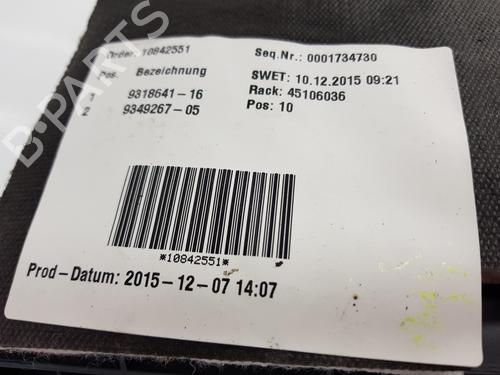 Order: 10842551
Seq.Nr.: 0001734730
Pos. Bezeichnung
SWET: 10.12.2015 09:21
1 9318641-16
Rack: 45106036
2 9349267-05
Pos: 10
*10842551*
Prod-Datum: 2015-12-07 14:07
B-PARTS